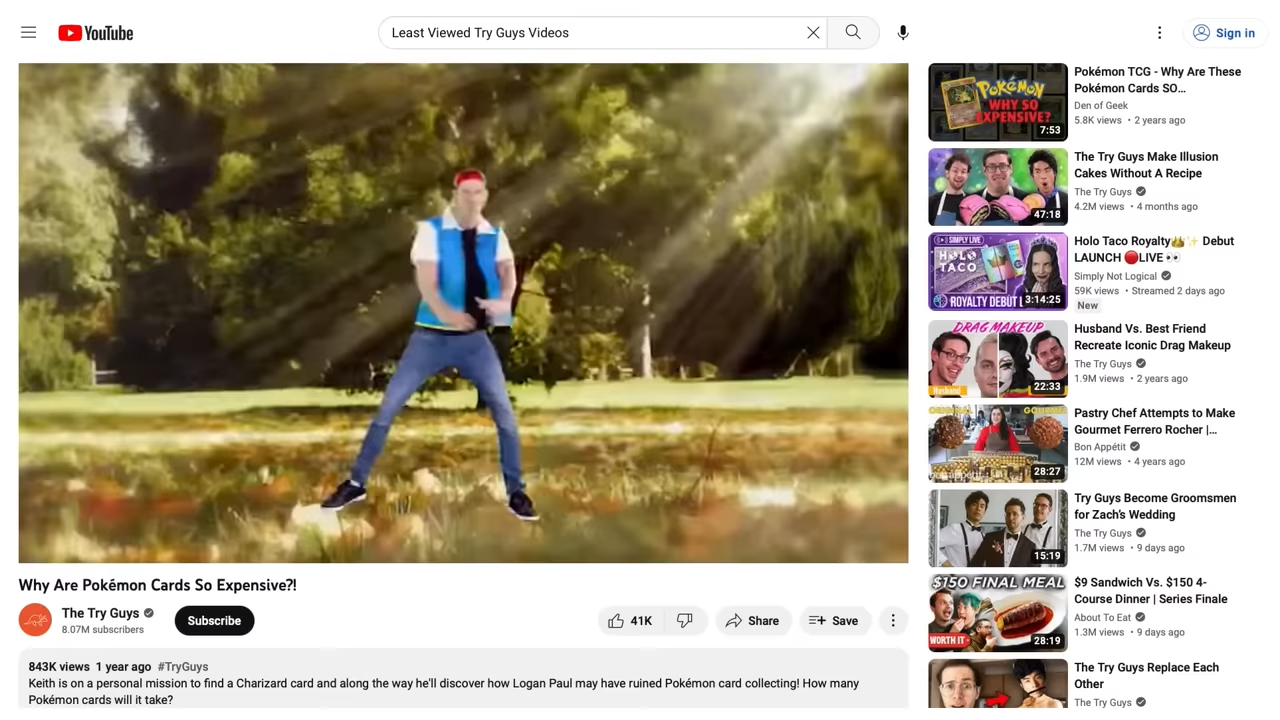 YouTube
Least Viewed Try Guys Videos
Sign in
Why Are Pokémon Cards So Expensive?!
The Try Guys
8.07M subscribers
Subscribe
41K
Share
Save
843K views 1 year ago #TryGuys
Keith is on a personal mission to find a Charizard card and along the way he'll discover how Logan Paul may have ruined Pokémon card collecting! How many
Pokémon cards will it take?
POKÉMON
WHY SO
EXPENSIVE?
7:53
Pokémon TCG - Why Are These
Pokémon Cards SO...
Den of Geek
5.8K views • 2 years ago
47:18
The Try Guys Make Illusion
Cakes Without A Recipe
The Try Guys
4.2M views • 4 months ago
SIMPLY LIVE
HOLO
TACO
ROYALTY DEBUT L
3:14:25
Holo Taco Royalty👑✨ Debut
LAUNCH 🔴LIVE 👀
Simply Not Logical
59K views • Streamed 2 days ago
New
DRAG MAKEUP
Husband
22:33
Husband Vs. Best Friend
Recreate Iconic Drag Makeup
The Try Guys
1.9M views • 2 years ago
ORIGINAL
GOURMET
28:27
Pastry Chef Attempts to Make
Gourmet Ferrero Rocher |...
Bon Appétit
12M views • 4 years ago
15:19
Try Guys Become Groomsmen
for Zach's Wedding
The Try Guys
1.7M views • 9 days ago
$150 FINAL MEAL
WORTH IT
28:19
$9 Sandwich Vs. $150 4-
Course Dinner | Series Finale
About To Eat
1.3M views • 9 days ago
The Try Guys Replace Each
Other
The Try Guys